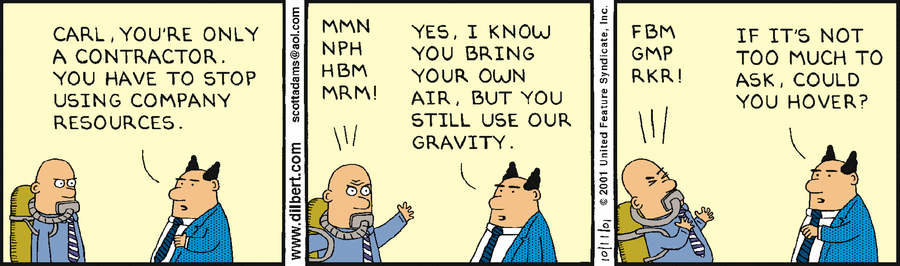 CARL, YOU'RE ONLY
A CONTRACTOR.
YOU HAVE TO STOP
USING COMPANY
RESOURCES.
www.dilbert.com
scottadams@aol.com
MMN
NPH
HBM
MRM!
YES, I KNOW
YOU BRING
YOUR OWN
AIR, BUT YOU
STILL USE OUR
GRAVITY.
10/11/01
© 2001 United Feature Syndicate, Inc.
FBM
GMP
RKR!
IF IT'S NOT
TOO MUCH TO
ASK, COULD
YOU HOVER?